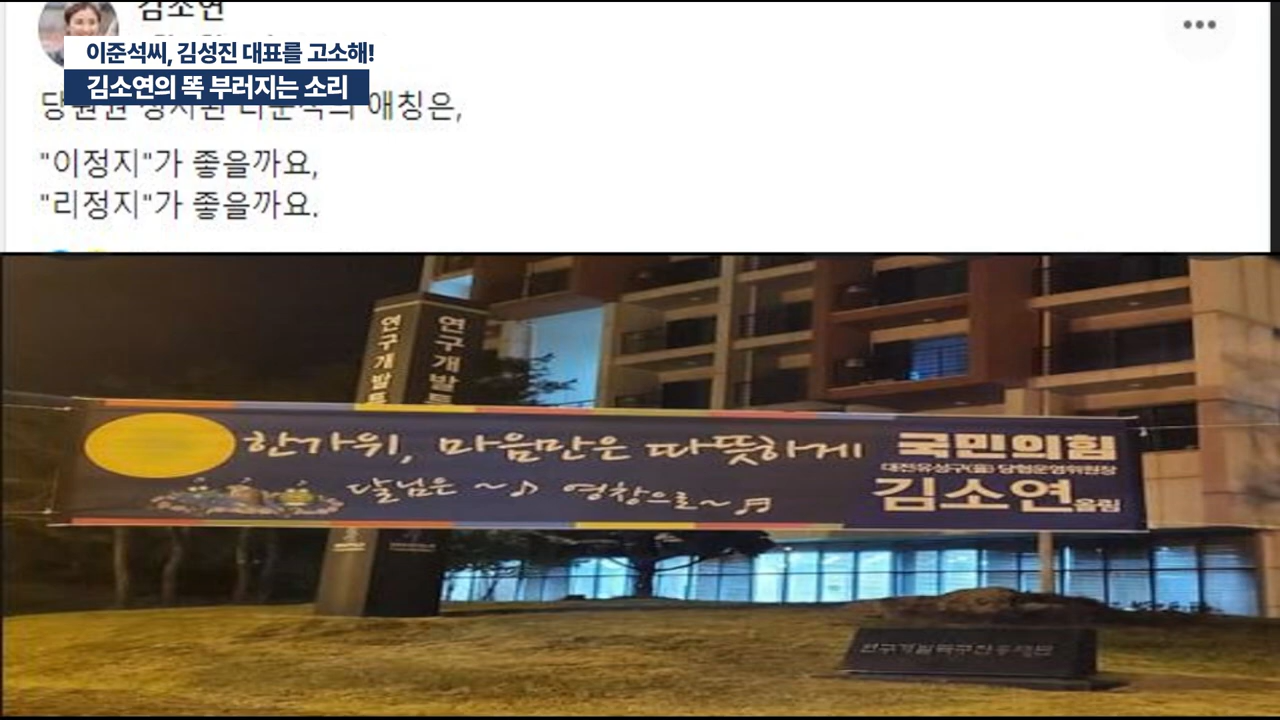 김소연
이준석씨, 김성진 대표를 고소해!
김소연의 똑 부러지는 소리
애칭은,
"이정지"가 좋을까요,
"리정지"가 좋을까요.
연구개발특
연구개발특
한가위, 마음만은 따뜻하게
달님은 ~♪ 영창으로~♬
국민의힘
대전유성구(을) 당협운영위원장
김소연 올림